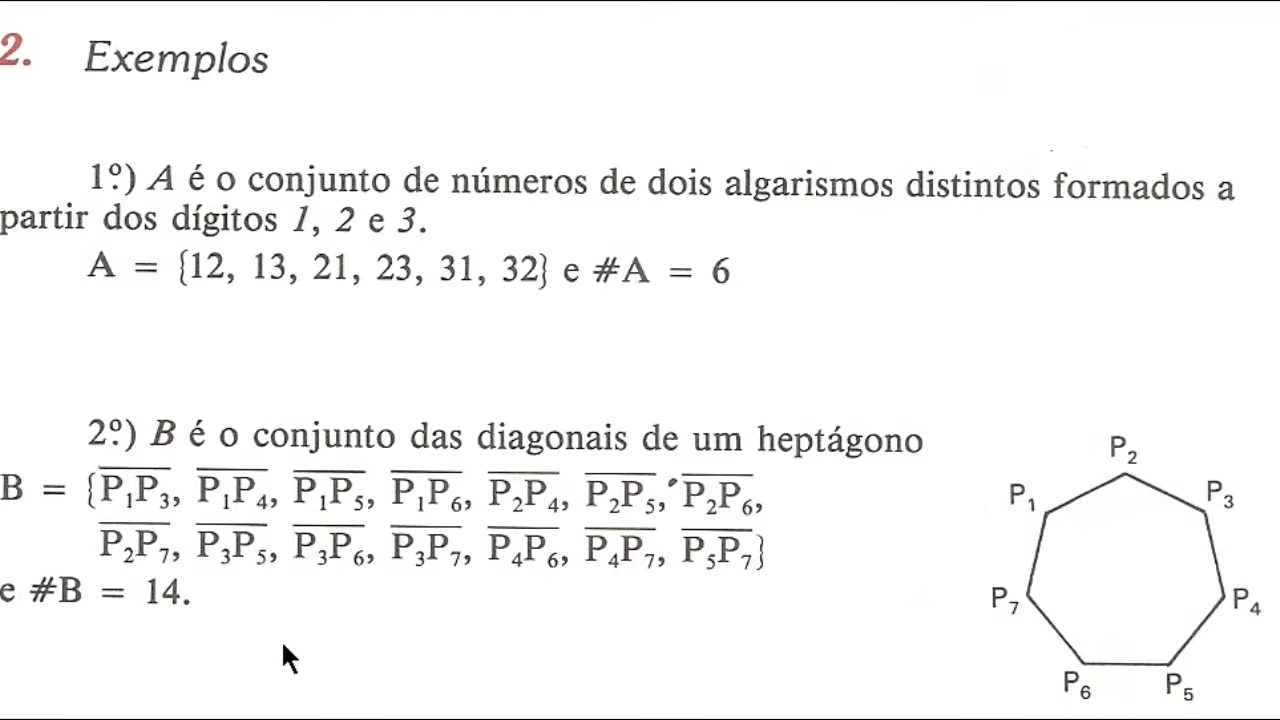 2. Exemplos
1º) A é o conjunto de números de dois algarismos distintos formados a
partir dos dígitos 1, 2 e 3.
A = {12, 13, 21, 23, 31, 32} e #A = 6
2º) B é o conjunto das diagonais de um heptágono
B = {P₁P₃, P₁P₄, P₁P₅, P₁P₆, P₂P₄, P₂P₅, P₂P₆,
P₂P₇, P₃P₅, P₃P₆, P₃P₇, P₄P₆, P₄P₇, P₅P₇}
e #B = 14.
P₂
P₁
P₃
P₇
P₄
P₆
P₅